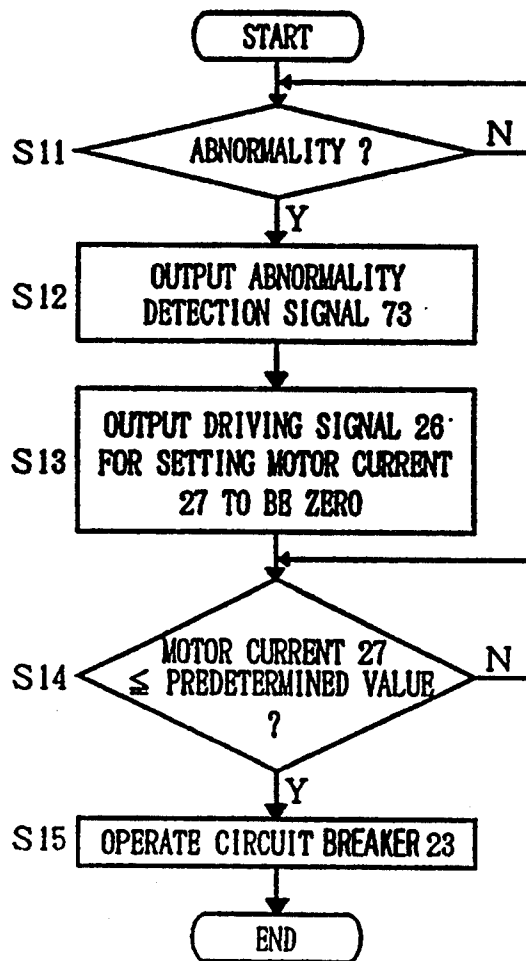 START
S11
ABNORMALITY ?
N
Y
S12
OUTPUT ABNORMALITY
DETECTION SIGNAL 73
S13
OUTPUT DRIVING SIGNAL 26
FOR SETTING MOTOR CURRENT
27 TO BE ZERO
S14
MOTOR CURRENT 27
≦ PREDETERMINED VALUE
?
N
Y
S15
OPERATE CIRCUIT BREAKER 23
END